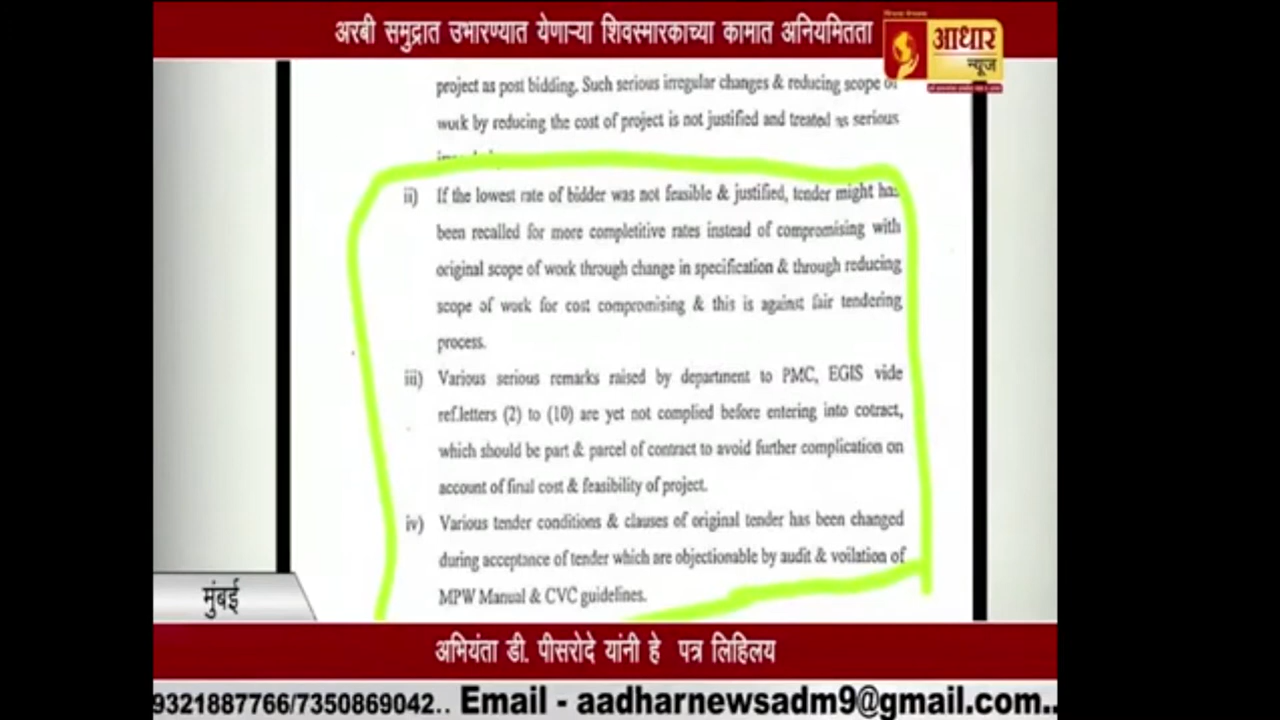 अरबी समुद्रात उभारण्यात येणाऱ्या शिवस्मारकाच्या कामात अनियमितता
आधार
न्यूज
project as post bidding. Such serious irregular changes & reducing scope of
work by reducing the cost of project is not justified and treated as serious
ii) If the lowest rate of bidder was not feasible & justified, tender might has
been recalled for more completitive rates instead of compromising with
original scope of work through change in specification & through reducing
scope of work for cost compromising & this is against fair tendering
process.
iii) Various serious remarks raised by department to PMC, EGIS vide
ref.letters (2) to (10) are yet not complied before entering into cotract,
which should be part & parcel of contract to avoid further complication on
account of final cost & feasibility of project.
iv) Various tender conditions & clauses of original tender has been changed
during acceptance of tender which are objectionable by audit & voilation of
MPW Manual & CVC guidelines.
मुंबई
अभियंता डी. पीसरोदे यांनी हे पत्र लिहिलय
9321887766/7350869042.. Email - aadharnewsadm9@gmail.com..